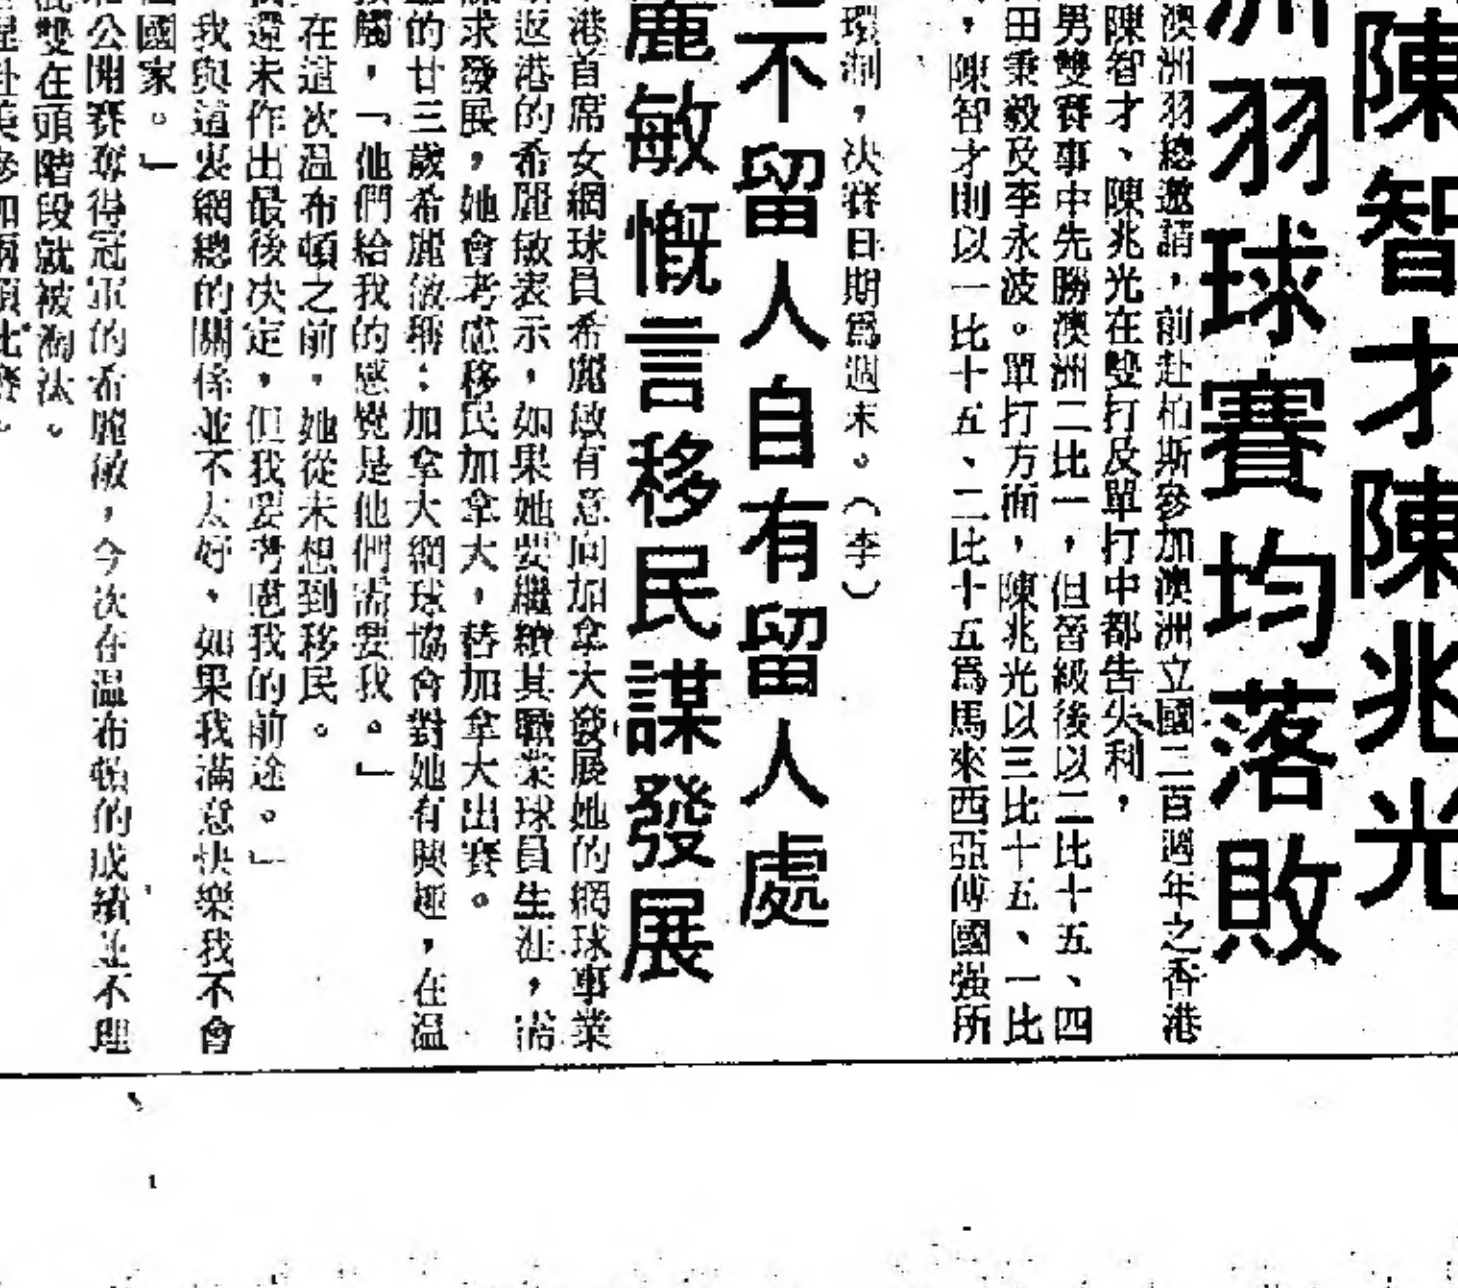 陳智才陳兆光
洲羽球賽均落敗
澳洲羽總邀請，前赴柏斯參加澳洲立國二百週年之香港
陳智才、陳兆光在雙打及單打中都告失利，
男雙賽事中先勝澳洲二比一，但晉級後以二比十五、四
田秉毅及李永波。單打方面，陳兆光以三比十五、一比
，陳智才則以一比十五、二比十五爲馬來西亞傅國强所
環制，决賽日期爲週末。（李）
不留人自有留人處
麗敏慨言移民謀發展
港首席女網球員希麗敏有意向加拿大發展她的網球事業
返港的希麗敏表示，如果她要繼續其職業球員生涯，需
求發展，她會考慮移民加拿大，替加拿大出賽。
的廿三歲希麗敏稱：加拿大網球協會對她有興趣，在温
接觸，「他們給我的感覺是他們需要我。」
在這次温布頓之前，她從未想到移民。
還未作出最後决定，但我要考慮我的前途。」
我與這裏網總的關係並不太好，如果我滿意快樂我不會
國家。」
公開賽奪得冠軍的希麗敏，今次在温布頓的成績並不理
雙在頭階段就被淘汰。
赴美參加兩項比賽。